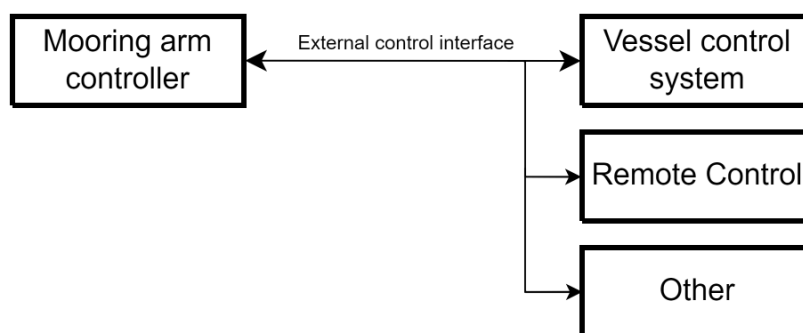 Mooring arm
controller
External control interface
Vessel control
system
Remote Control
Other